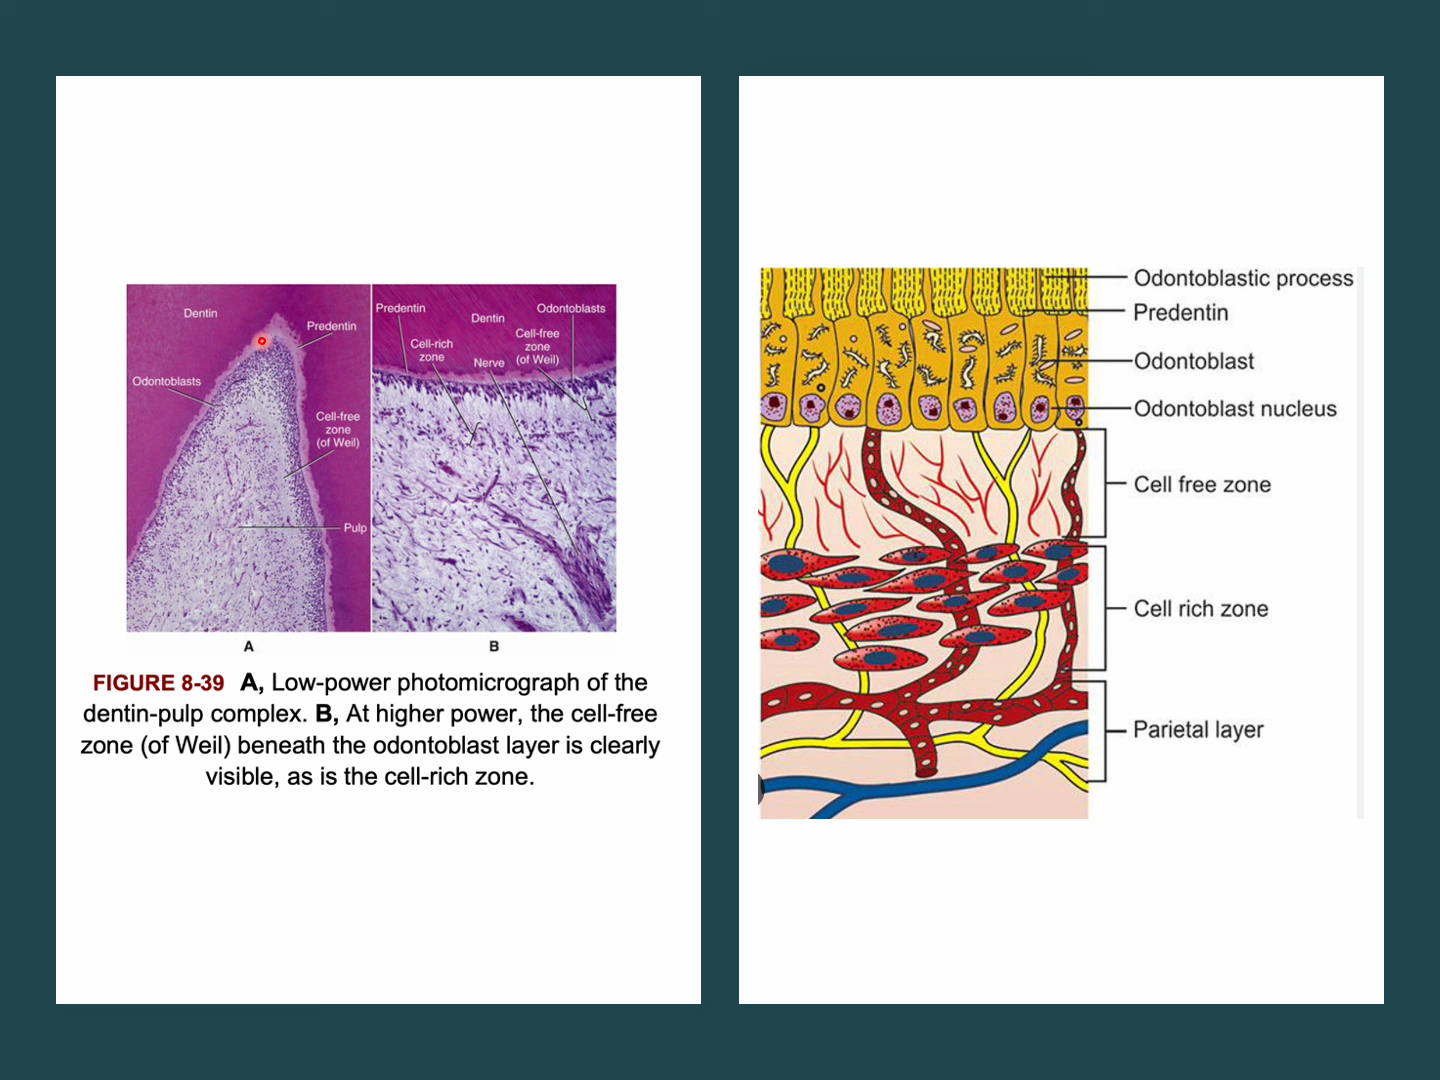 Dentin
Predentin
Odontoblasts
Cell-free
zone
(of Weil)
Pulp
A
Predentin
Odontoblasts
Dentin
Cell-free
zone
(of Weil)
Cell-rich
zone
Nerve
B
FIGURE 8-39 A, Low-power photomicrograph of the
dentin-pulp complex. B, At higher power, the cell-free
zone (of Weil) beneath the odontoblast layer is clearly
visible, as is the cell-rich zone.
Odontoblastic process
Predentin
Odontoblast
Odontoblast nucleus
Cell free zone
Cell rich zone
Parietal layer